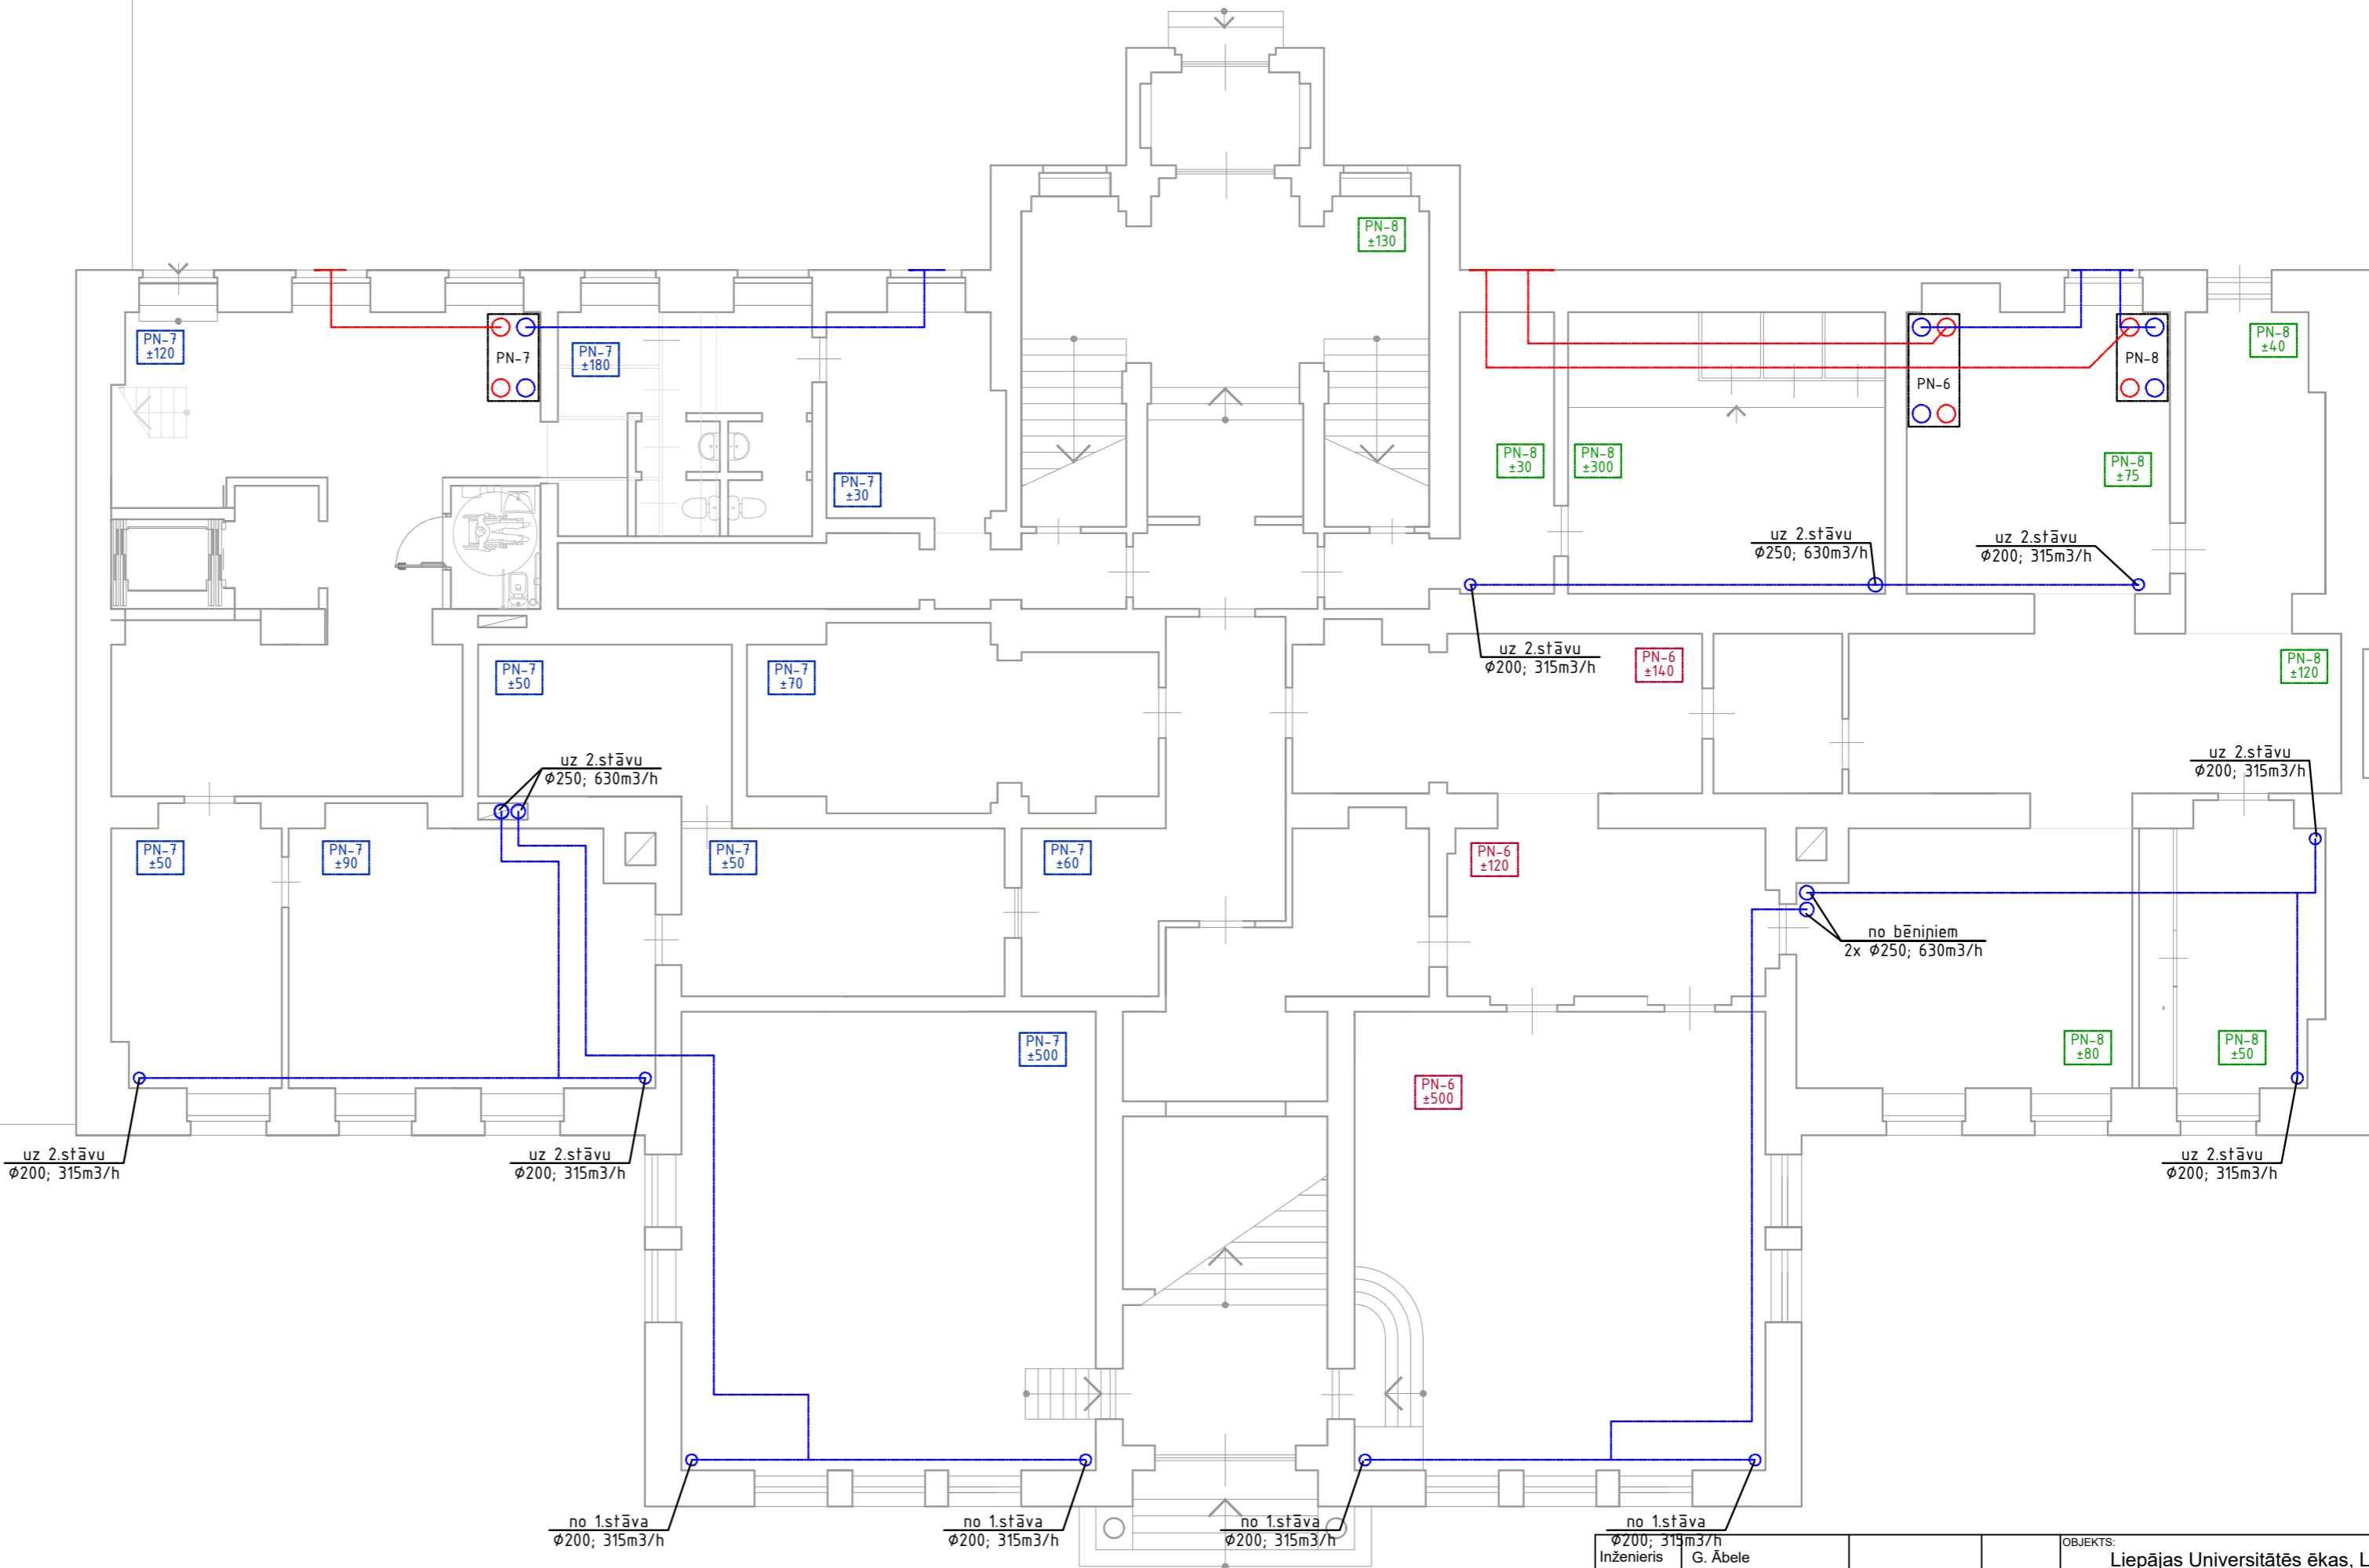 PN-8
±130
PN-7
±120
PN-7
PN-7
±180
PN-6
PN-8
PN-8
±40
PN-7
±30
PN-8
±30
PN-8
±300
PN-8
±75
uz 2.stāvu
Φ250; 630m3/h
uz 2.stāvu
Φ200; 315m3/h
uz 2.stāvu
Φ200; 315m3/h
PN-7
±50
PN-7
±70
PN-6
±140
PN-8
±120
uz 2.stāvu
Φ250; 630m3/h
uz 2.stāvu
Φ200; 315m3/h
PN-7
±50
PN-7
±90
PN-7
±50
PN-7
±60
PN-6
±120
no bēniņiem
2x Φ250; 630m3/h
PN-7
±500
PN-8
±80
PN-8
±50
PN-6
±500
uz 2.stāvu
Φ200; 315m3/h
uz 2.stāvu
Φ200; 315m3/h
uz 2.stāvu
Φ200; 315m3/h
no 1.stāva
Φ200; 315m3/h
no 1.stāva
Φ200; 315m3/h
no 1.stāva
Φ200; 315m3/h
no 1.stāva
Φ200; 315m3/h
OBJEKTS:
Inženieris G. Ābele
Liepājas Universitātēs ēkas, L